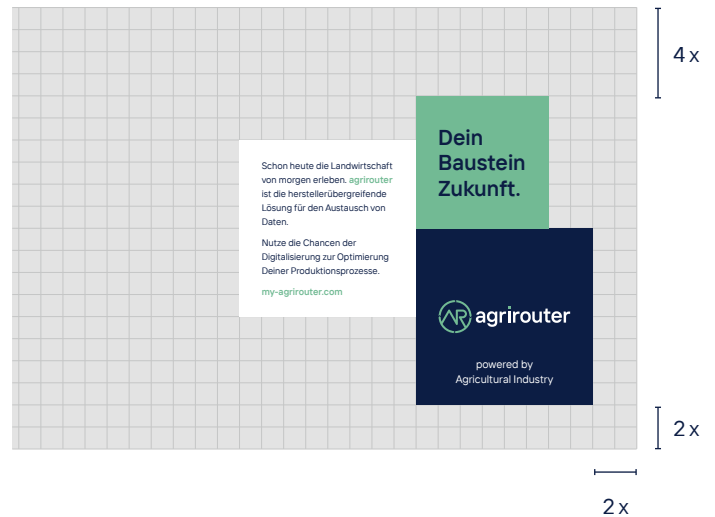 4 x
Dein
Baustein
Zukunft.
Schon heute die Landwirtschaft
von morgen erleben. agrirouter
ist die herstellerübergreifende
Lösung für den Austausch von
Daten.
Nutze die Chancen der
Digitalisierung zur Optimierung
Deiner Produktionsprozesse.
my-agrirouter.com
AR agrirouter
powered by
Agricultural Industry
2 x
2 x